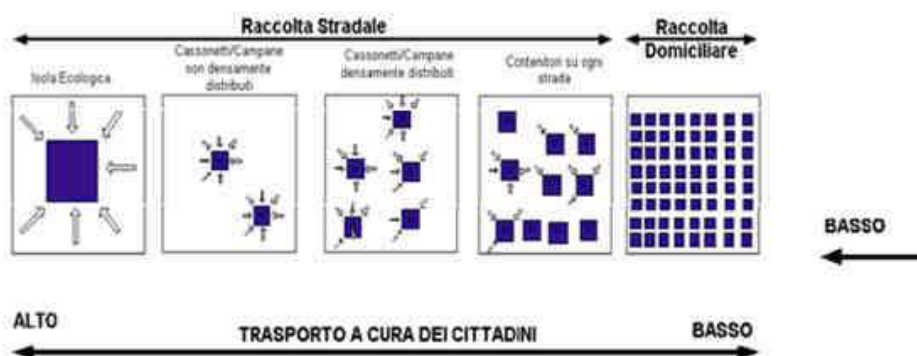 Raccolta Stradale
Raccolta
Domiciliare
Isola Ecologica
Cassonetti/Campane
non densamente
distribuiti
Cassonetti/Campane
densamente distribuiti
Contenitori su ogni
strada
BASSO
ALTO
TRASPORTO A CURA DEI CITTADINI
BASSO